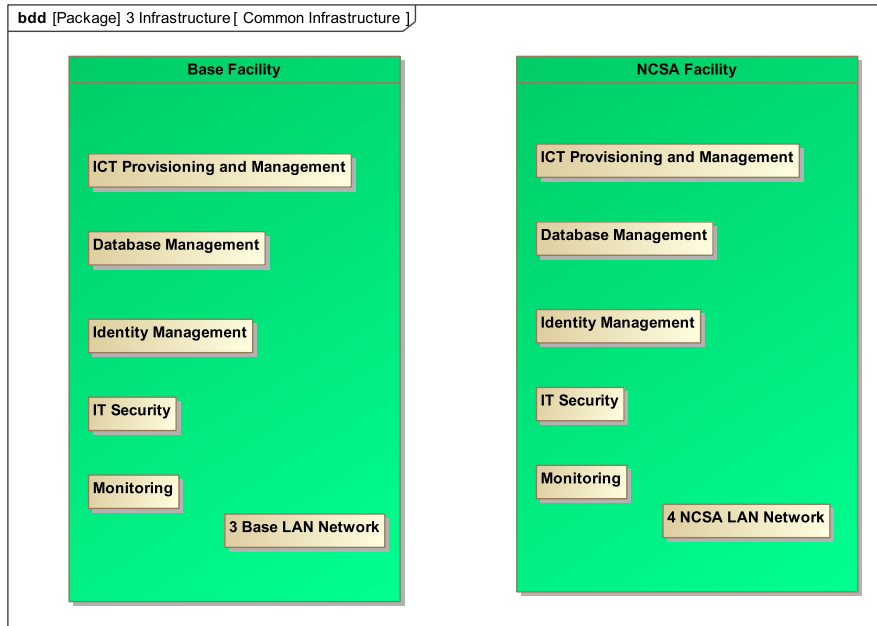 bdd [Package] 3 Infrastructure [ Common Infrastructure ]
Base Facility
ICT Provisioning and Management
Database Management
Identity Management
IT Security
Monitoring
3 Base LAN Network
NCSA Facility
ICT Provisioning and Management
Database Management
Identity Management
IT Security
Monitoring
4 NCSA LAN Network